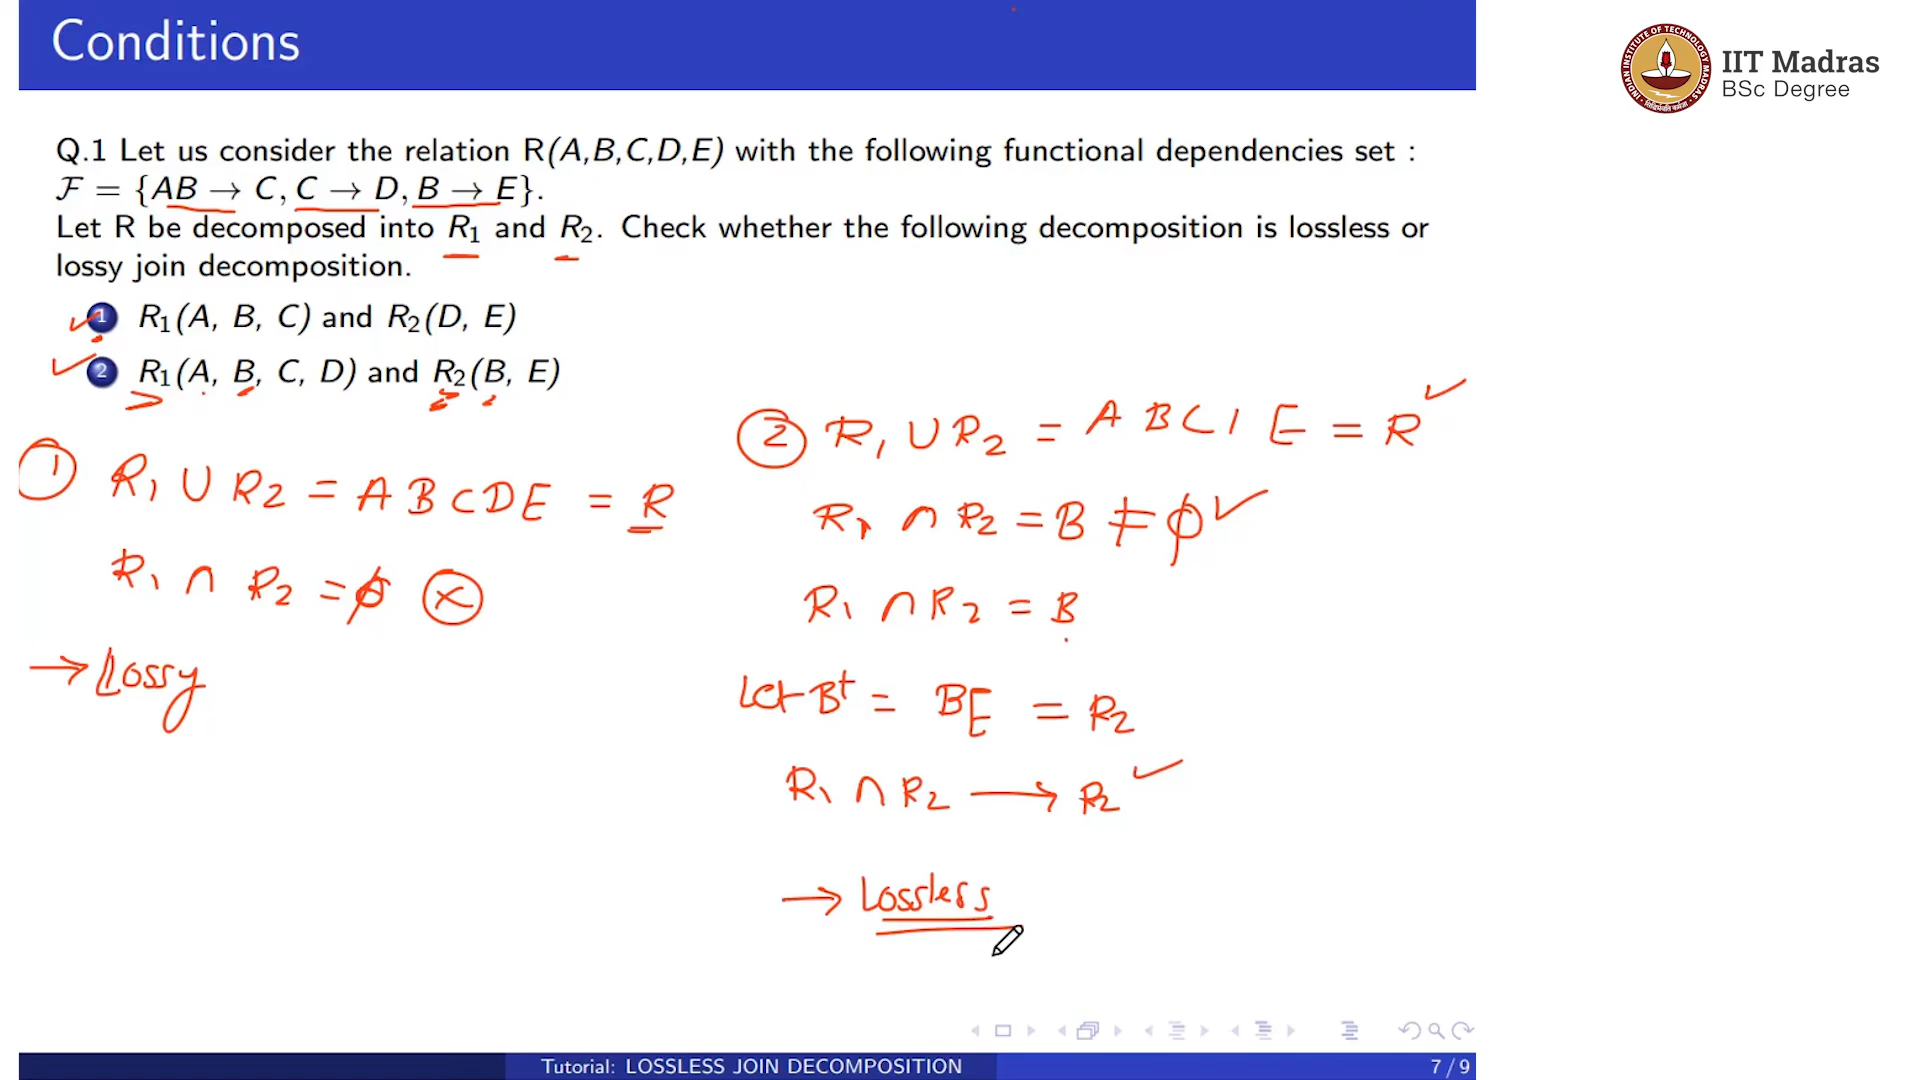 Conditions
IIT Madras
BSc Degree
Q.1 Let us consider the relation R(A,B,C,D,E) with the following functional dependencies set :
ℱ = {AB → C, C → D, B → E}.
Let R be decomposed into R₁ and R₂. Check whether the following decomposition is lossless or
lossy join decomposition.
1 R₁(A, B, C) and R₂(D, E)
2 R₁(A, B, C, D) and R₂(B, E)
① R₁ ∪ R₂ = A B C D E = R
R₁ ∩ R₂ = ϕ ⓧ
→ Lossy
② R₁ ∪ R₂ = A B C I E = R ✓
R₁ ∩ R₂ = B ≠ ϕ ✓
R₁ ∩ R₂ = B
Let B⁺ = BE = R₂
R₁ ∩ R₂ → R₂ ✓
→ Lossless
Tutorial: LOSSLESS JOIN DECOMPOSITION
7 / 9